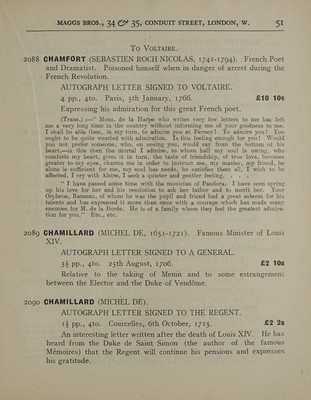 MAGGS BROS., 34 & 35, CONDUIT STREET, LONDON, W. 51
TO VOLTAIRE.
2088 CHAMFORT (SEBASTIEN ROCH NICOLAS, 1741-1794). French Poet
and Dramatist. Poisoned himself when in danger of arrest during the
French Revolution.
AUTOGRAPH LETTER SIGNED TO VOLTAIRE.
4 pp., 4to. Paris, 5th January, 1766. £10 10s
Expressing his admiration for this great poet.
(Trans.) :—" Mons. de la Harpe who writes very few letters to me has left
me a very long time in the country without informing me of your goodness to me.
I shall be able then, in my turn, to admire you at Ferney! To admire you! You
ought to be quite wearied with admiration. Is this feeling enough for you! Would
you not prefer someone, who, on seeing you, would say from the bottom of his
heart,—is this then the mortal I admire, to whom half my soul is owing, who
comforts my heart, gives it in turn, the taste of friendship, of true love, becomes
greater to my eyes, charms me in order to instruct me, my master, my friend, he
alone is sufficient for me, my soul has needs, he satisfies them all, I wish to be
affected, I cry with Alzire, I seek a quieter and gentler feeling. . . .
" I have passed some time with the musician of Pandora. I have seen spring
up his love for her and his resolution to ask her father and to merit her. Your
Orpheus, Rameau, of whom he was the pupil and friend had a great esteem for his
talents and has expressed it more than once with a courage which has made many
enemies for M. de la Borde. He is of a family where they feel the greatest admira-
tion for you." Etc., etc.
2089 CHAMILLARD (MICHEL DE, 1651-1721). Famous Minister of Louis
XIV.
AUTOGRAPH LETTER SIGNED TO A GENERAL.
3½ pp., 4to. 25th August, 1706. £2 10s
Relative to the taking of Menin and to some estrangement
between the Elector and the Duke of Vendôme.
2090 CHAMILLARD (MICHEL DE).
AUTOGRAPH LETTER SIGNED TO THE REGENT.
1½ pp., 4to. Courcelles, 6th October, 1715. £2 2s
An interesting letter written after the death of Louis XIV. He has
heard from the Duke de Saint Simon (the author of the famous
Mémoires) that the Regent will continue his pensions and expresses
his gratitude.